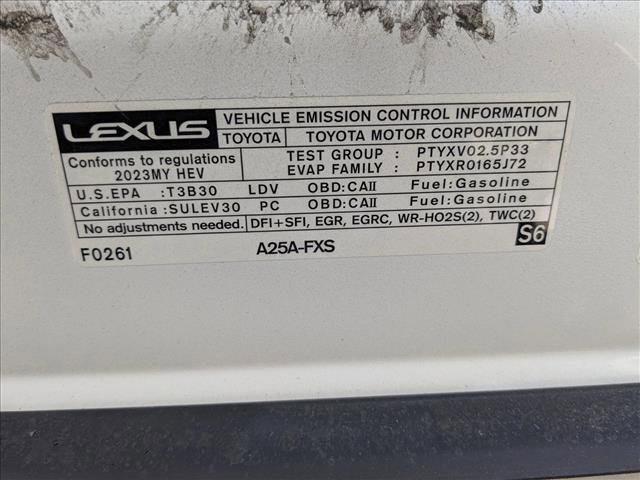 LEXUS VEHICLE EMISSION CONTROL INFORMATION
TOYOTA TOYOTA MOTOR CORPORATION
Conforms to regulations
2023MY HEV
TEST GROUP : PTYXV02.5P33
EVAP FAMILY : PTYXR0165J72
U.S.EPA :T3B30 LDV OBD:CAII Fuel:Gasoline
California :SULEV30 PC OBD:CAII Fuel:Gasoline
No adjustments needed. DFI+SFI, EGR, EGRC, WR-HO2S(2), TWC(2)
F0261 A25A-FXS S6